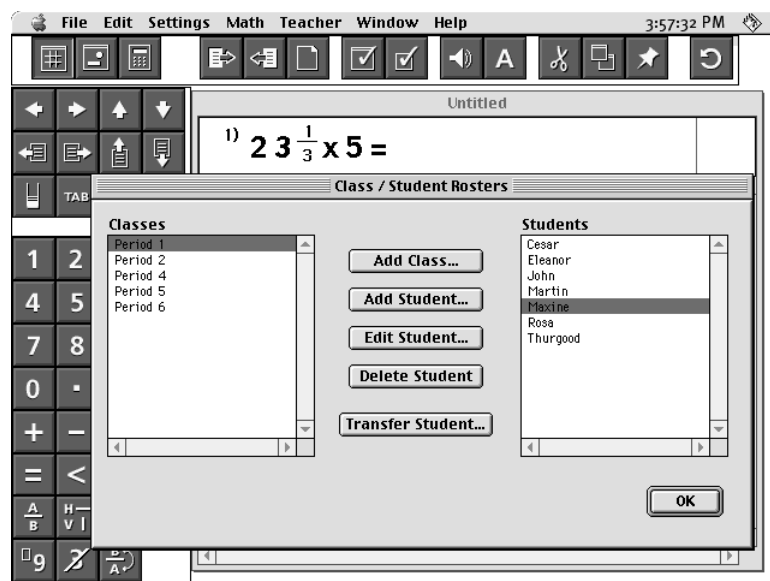 File Edit Settings Math Teacher Window Help 3:57:32 PM
A
Untitled
1) 2 3 1/3 x 5 =
TAB
Class / Student Rosters
Classes
Period 1
Period 2
Period 4
Period 5
Period 6
Add Class...
Add Student...
Edit Student...
Delete Student
Transfer Student...
Students
Cesar
Eleanor
John
Martin
Maxine
Rosa
Thurgood
OK
1 2
4 5
7 8
0 .
+ −
= <
A/B H V
9 3 B/A